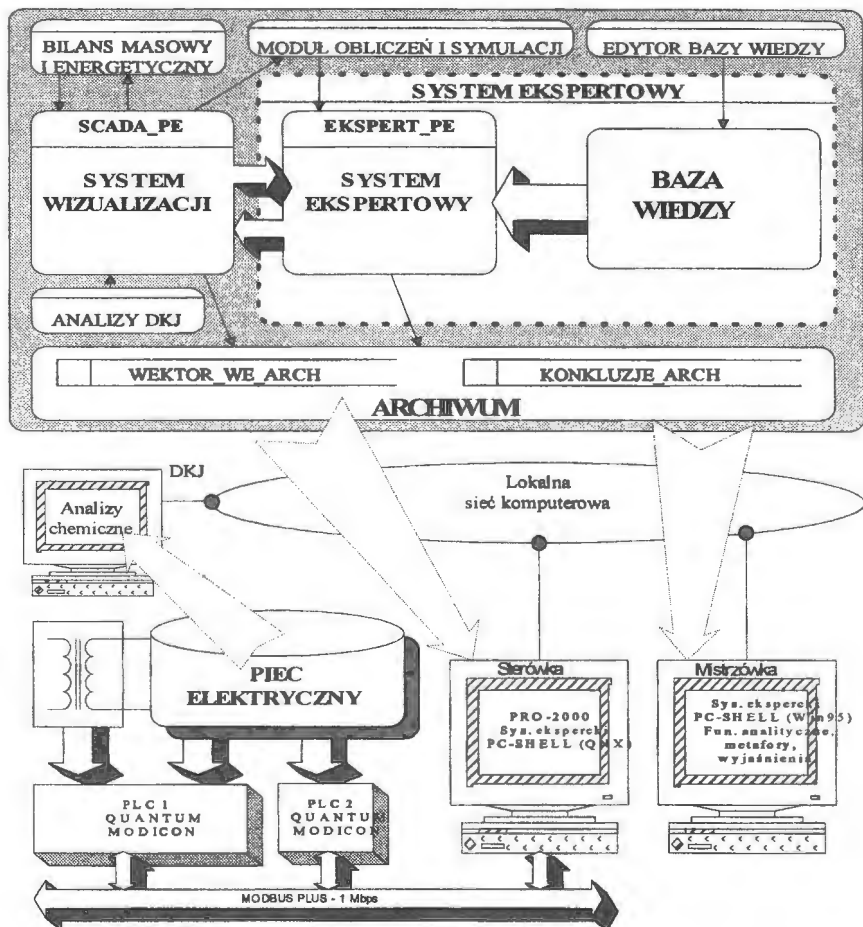 BILANS MASOWY
I ENERGETYCZNY
MODUŁ OBLICZEŃ I SYMULACJI
EDYTOR BAZY WIEDZY
SYSTEM EKSPERTOWY
SCADA_PE
SYSTEM
WIZUALIZACJI
EKSPERT_PE
SYSTEM
EKSPERTOWY
BAZA
WIEDZY
ANALIZY DKJ
WEKTOR_WE_ARCH
KONKLUZJE_ARCH
ARCHIWUM
DKJ
Analizy
chemiczne
Lokalna
sieć komputerowa
PIEC
ELEKTRYCZNY
Sterówka
PRO-2000
Sys.ekspercki
PC-SHELL (QNX)
Mistrzówka
Sys.ekspercki
PC-SHELL (Win95)
Fun.analityczne,
metafory,
wyjaśnienia
PLC 1
QUANTUM
MODICON
PLC 2
QUANTUM
MODICON
MODBUS PLUS - 1 Mbps